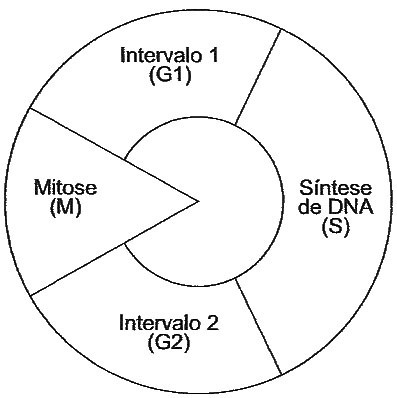 Intervalo 1
(G1)
Mitose
(M)
Síntese
de DNA
(S)
Intervalo 2
(G2)